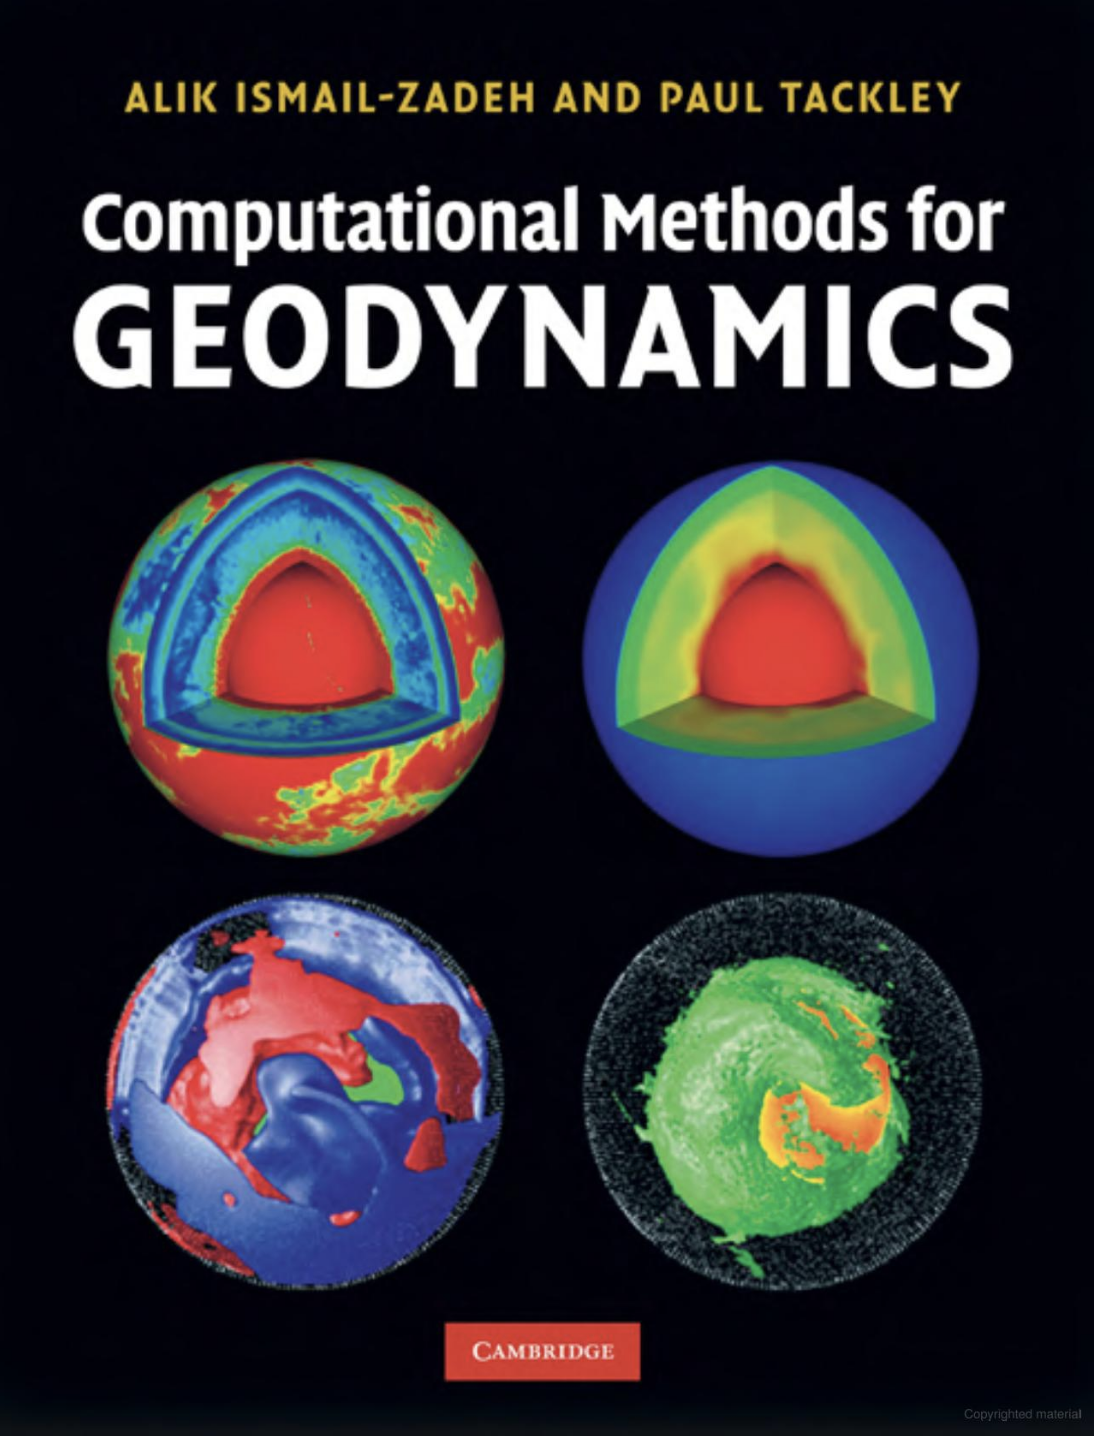 ALIK ISMAIL-ZADEH AND PAUL TACKLEY
Computational Methods for
GEODYNAMICS
CAMBRIDGE
Copyrighted material